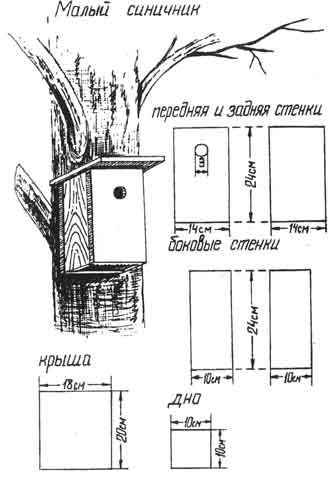 Малый синичник
передняя и задняя стенки
24см
14см
14см
боковые стенки
24см
10см
10см
крыша
18см
20см
дно
10см
10см